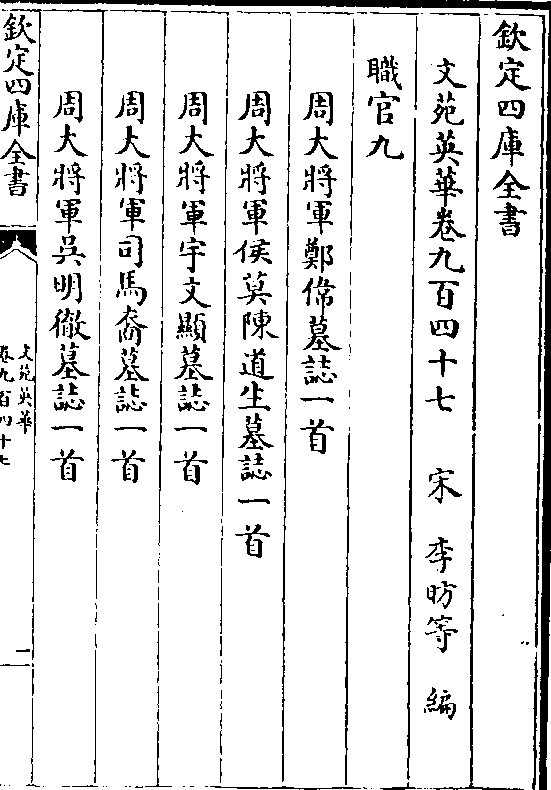 欽定四庫全書
文苑英華卷九百四十七 宋 李昉等 編
職官九
周大將軍鄭偉墓誌一首
周大將軍侯莫陳道生墓誌一首
周大將軍宇文顯墓誌一首
周大將軍司馬裔墓誌一首
周大將軍吳明徹墓誌一首
欽定四庫全書
文苑英華
卷九百四十七
一